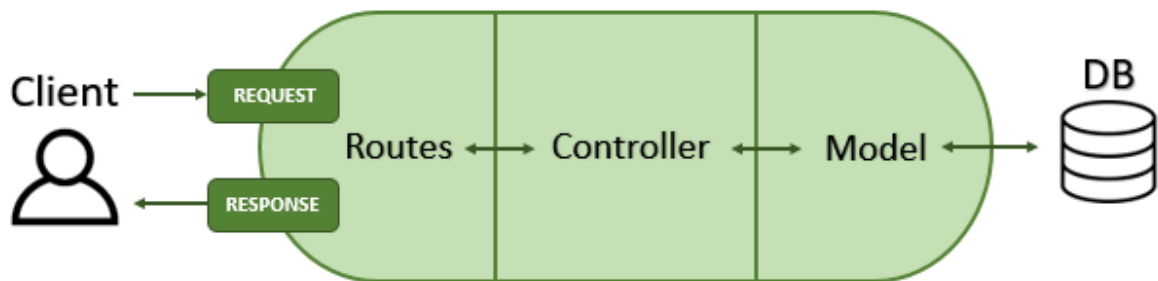 Client
REQUEST
Routes
Controller
Model
DB
RESPONSE